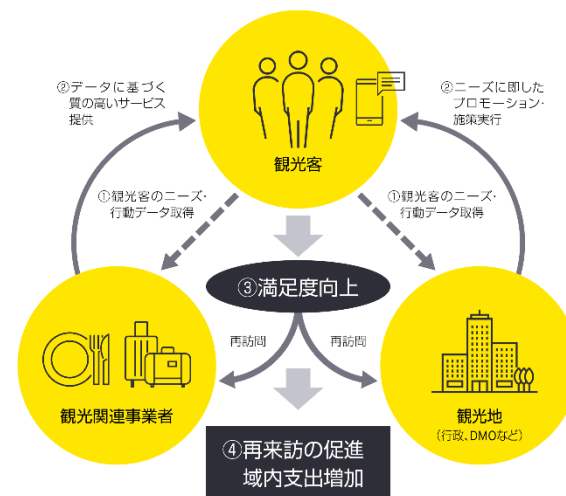 ②データに基づく
質の高いサービス
提供
②ニーズに即した
プロモーション・
施策実行
観光客
①観光客のニーズ・
行動データ取得
①観光客のニーズ・
行動データ取得
③満足度向上
再訪問
再訪問
観光関連事業者
観光地
(行政、DMOなど)
④再来訪の促進
域内支出増加